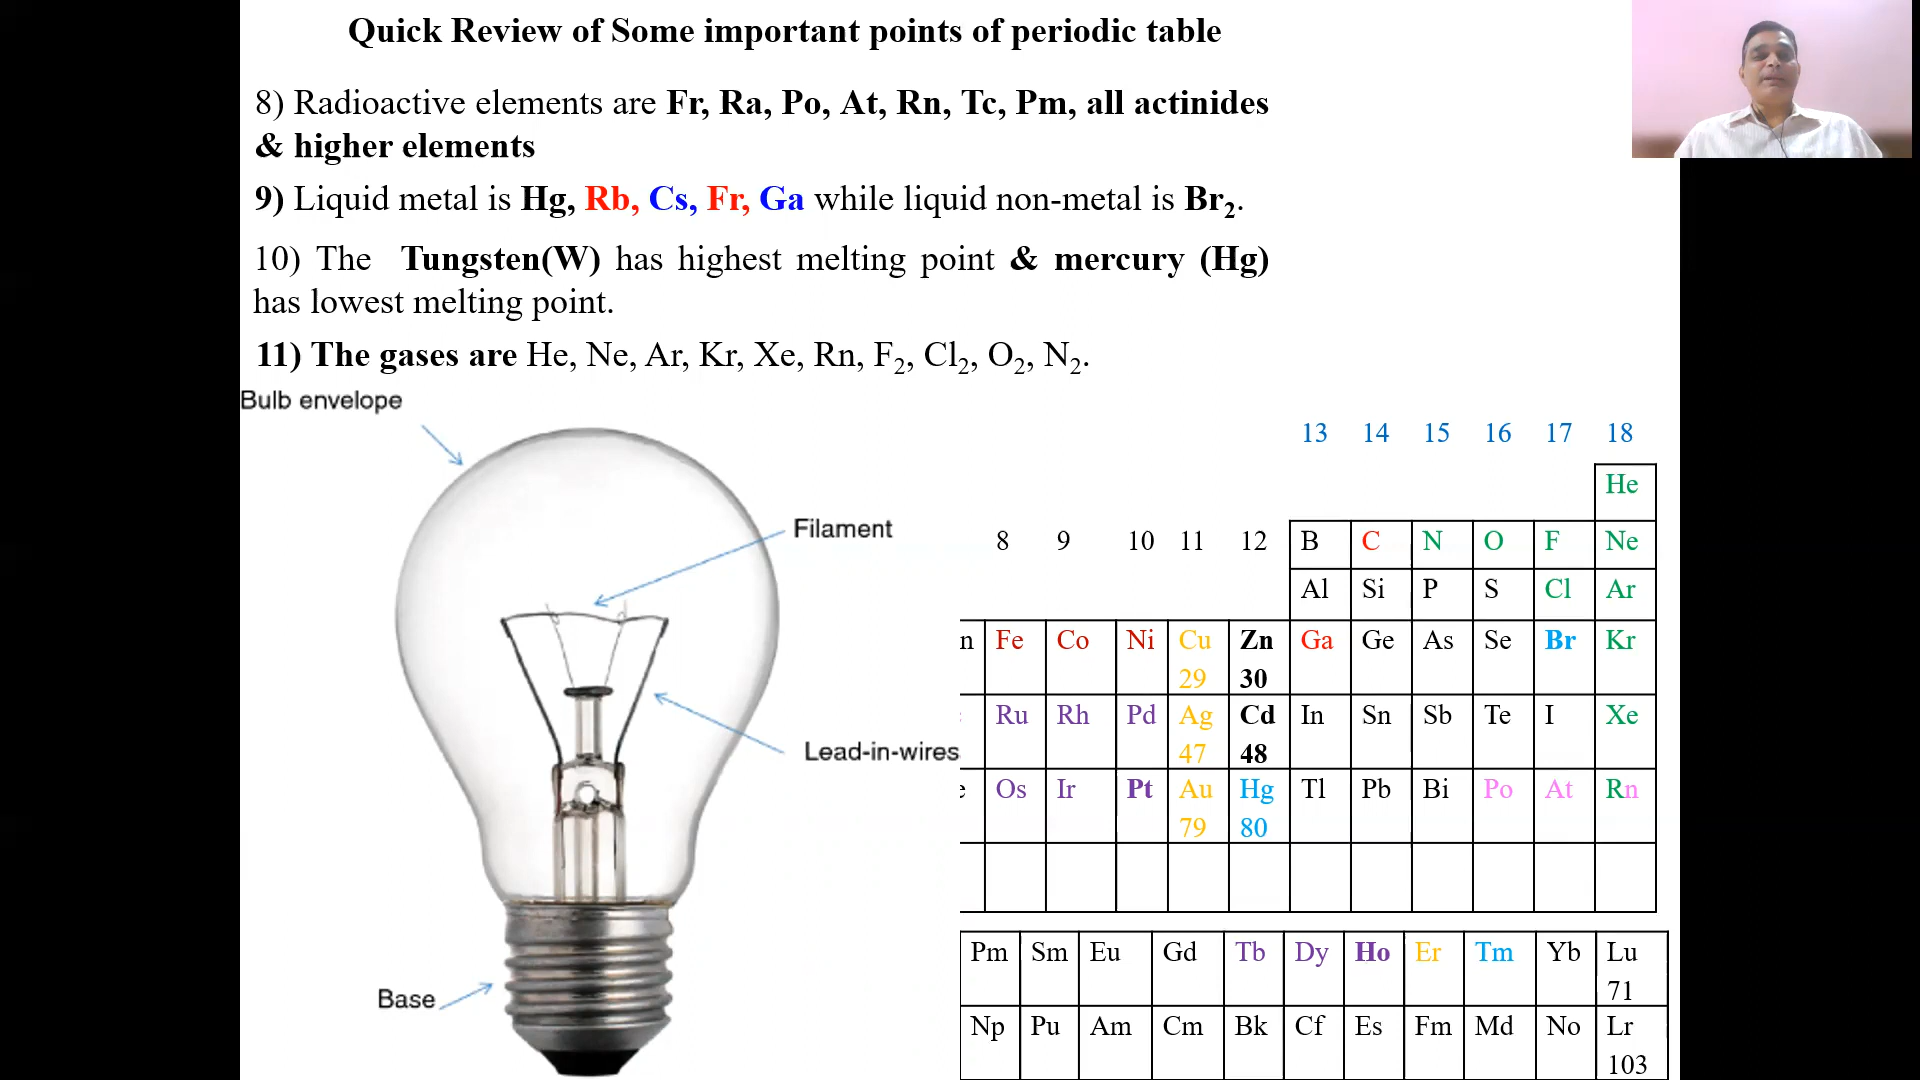 Quick Review of Some important points of periodic table
8) Radioactive elements are Fr, Ra, Po, At, Rn, Tc, Pm, all actinides
& higher elements
9) Liquid metal is Hg, Rb, Cs, Fr, Ga while liquid non-metal is Br₂.
10) The Tungsten(W) has highest melting point & mercury (Hg)
has lowest melting point.
11) The gases are He, Ne, Ar, Kr, Xe, Rn, F₂, Cl₂, O₂, N₂.
Bulb envelope
Filament
Lead-in-wires
Base
13 14 15 16 17 18
He
8 9 10 11 12 B C N O F Ne
Al Si P S Cl Ar
n Fe Co Ni Cu Zn Ga Ge As Se Br Kr
29 30
Ru Rh Pd Ag Cd In Sn Sb Te I Xe
47 48
e Os Ir Pt Au Hg Tl Pb Bi Po At Rn
79 80
Pm Sm Eu Gd Tb Dy Ho Er Tm Yb Lu
71
Np Pu Am Cm Bk Cf Es Fm Md No Lr
103